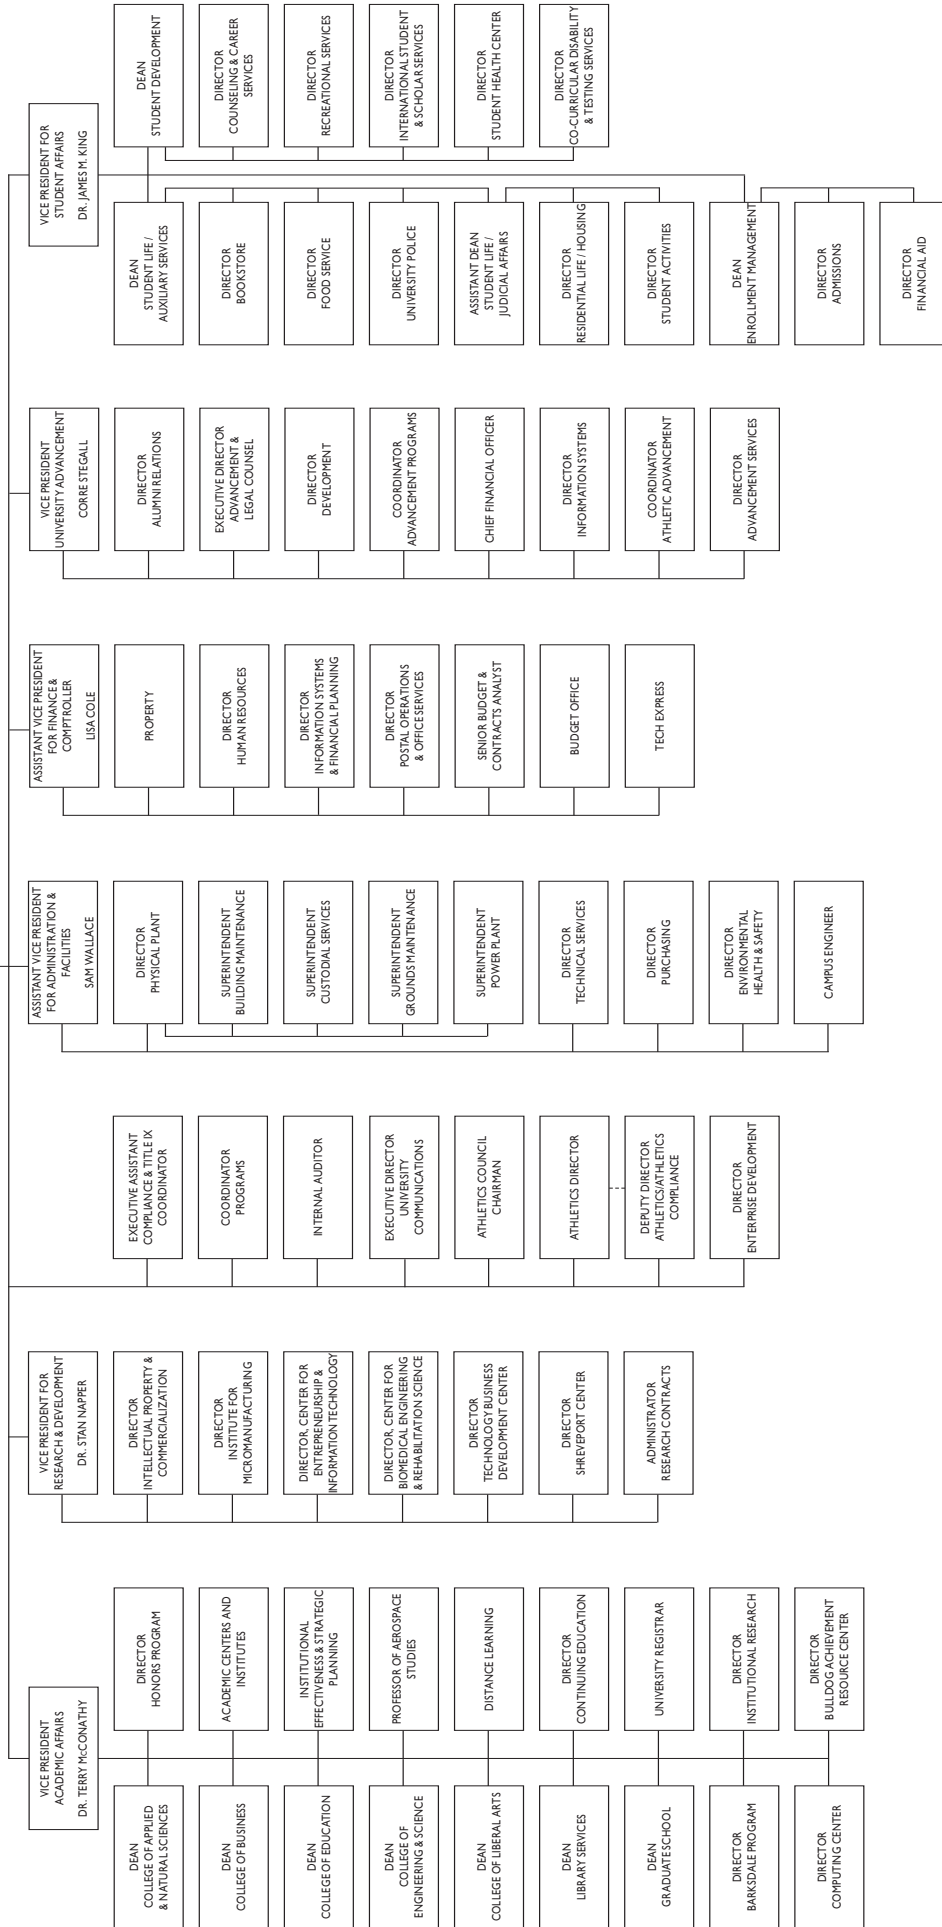 VICE PRESIDENT
ACADEMIC AFFAIRS
DR. TERRY McCONATHY
DEAN
COLLEGE OF APPLIED
& NATURAL SCIENCES
DEAN
COLLEGE OF BUSINESS
DEAN
COLLEGE OF EDUCATION
DEAN
COLLEGE OF
ENGINEERING & SCIENCE
DEAN
COLLEGE OF LIBERAL ARTS
DEAN
LIBRARY SERVICES
DEAN
GRADUATE SCHOOL
DIRECTOR
BARKSDALE PROGRAM
DIRECTOR
COMPUTING CENTER
DIRECTOR
HONORS PROGRAM
ACADEMIC CENTERS AND
INSTITUTES
INSTITUTIONAL
EFFECTIVENESS & STRATEGIC
PLANNING
PROFESSOR OF AEROSPACE
STUDIES
DISTANCE LEARNING
DIRECTOR
CONTINUING EDUCATION
UNIVERSITY REGISTRAR
DIRECTOR
INSTITUTIONAL RESEARCH
DIRECTOR
BULLDOG ACHIEVEMENT
RESOURCE CENTER
VICE PRESIDENT FOR
RESEARCH & DEVELOPMENT
DR. STAN NAPPER
DIRECTOR
INTELLECTUAL PROPERTY &
COMMERCIALIZATION
DIRECTOR
INSTITUTE FOR
MICROMANUFACTURING
DIRECTOR, CENTER FOR
ENTREPRENEURSHIP &
INFORMATION TECHNOLOGY
DIRECTOR, CENTER FOR
BIOMEDICAL ENGINEERING
& REHABILITATION SCIENCE
DIRECTOR
TECHNOLOGY BUSINESS
DEVELOPMENT CENTER
DIRECTOR
SHREVEPORT CENTER
ADMINISTRATOR
RESEARCH CONTRACTS
EXECUTIVE ASSISTANT
COMPLIANCE & TITLE IX
COORDINATOR
COORDINATOR
PROGRAMS
INTERNAL AUDITOR
EXECUTIVE DIRECTOR
UNIVERSITY
COMMUNICATIONS
ATHLETICS COUNCIL
CHAIRMAN
ATHLETICS DIRECTOR
DEPUTY DIRECTOR
ATHLETICS/ATHLETICS
COMPLIANCE
DIRECTOR
ENTERPRISE DEVELOPMENT
ASSISTANT VICE PRESIDENT
FOR ADMINISTRATION &
FACILITIES
SAM WALLACE
DIRECTOR
PHYSICAL PLANT
SUPERINTENDENT
BUILDING MAINTENANCE
SUPERINTENDENT
CUSTODIAL SERVICES
SUPERINTENDENT
GROUNDS MAINTENANCE
SUPERINTENDENT
POWER PLANT
DIRECTOR
TECHNICAL SERVICES
DIRECTOR
PURCHASING
DIRECTOR
ENVIRONMENTAL
HEALTH & SAFETY
CAMPUS ENGINEER
ASSISTANT VICE PRESIDENT
FOR FINANCE &
COMPTROLLER
LISA COLE
PROPERTY
DIRECTOR
HUMAN RESOURCES
DIRECTOR
INFORMATION SYSTEMS
& FINANCIAL PLANNING
DIRECTOR
POSTAL OPERATIONS
& OFFICE SERVICES
SENIOR BUDGET &
CONTRACTS ANALYST
BUDGET OFFICE
TECH EXPRESS
VICE PRESIDENT
UNIVERSITY ADVANCEMENT
CORRE STEGALL
DIRECTOR
ALUMNI RELATIONS
EXECUTIVE DIRECTOR
ADVANCEMENT &
LEGAL COUNSEL
DIRECTOR
DEVELOPMENT
COORDINATOR
ADVANCEMENT PROGRAMS
CHIEF FINANCIAL OFFICER
DIRECTOR
INFORMATION SYSTEMS
COORDINATOR
ATHLETIC ADVANCEMENT
DIRECTOR
ADVANCEMENT SERVICES
VICE PRESIDENT FOR
STUDENT AFFAIRS
DR. JAMES M. KING
DEAN
STUDENT LIFE /
AUXILIARY SERVICES
DIRECTOR
BOOKSTORE
DIRECTOR
FOOD SERVICE
DIRECTOR
UNIVERSITY POLICE
ASSISTANT DEAN
STUDENT LIFE /
JUDICIAL AFFAIRS
DIRECTOR
RESIDENTIAL LIFE / HOUSING
DIRECTOR
STUDENT ACTIVITIES
DEAN
ENROLLMENT MANAGEMENT
DIRECTOR
ADMISSIONS
DIRECTOR
FINANCIAL AID
DEAN
STUDENT DEVELOPMENT
DIRECTOR
COUNSELING & CAREER
SERVICES
DIRECTOR
RECREATIONAL SERVICES
DIRECTOR
INTERNATIONAL STUDENT
& SCHOLAR SERVICES
DIRECTOR
STUDENT HEALTH CENTER
DIRECTOR
CO-CURRICULAR DISABILITY
& TESTING SERVICES